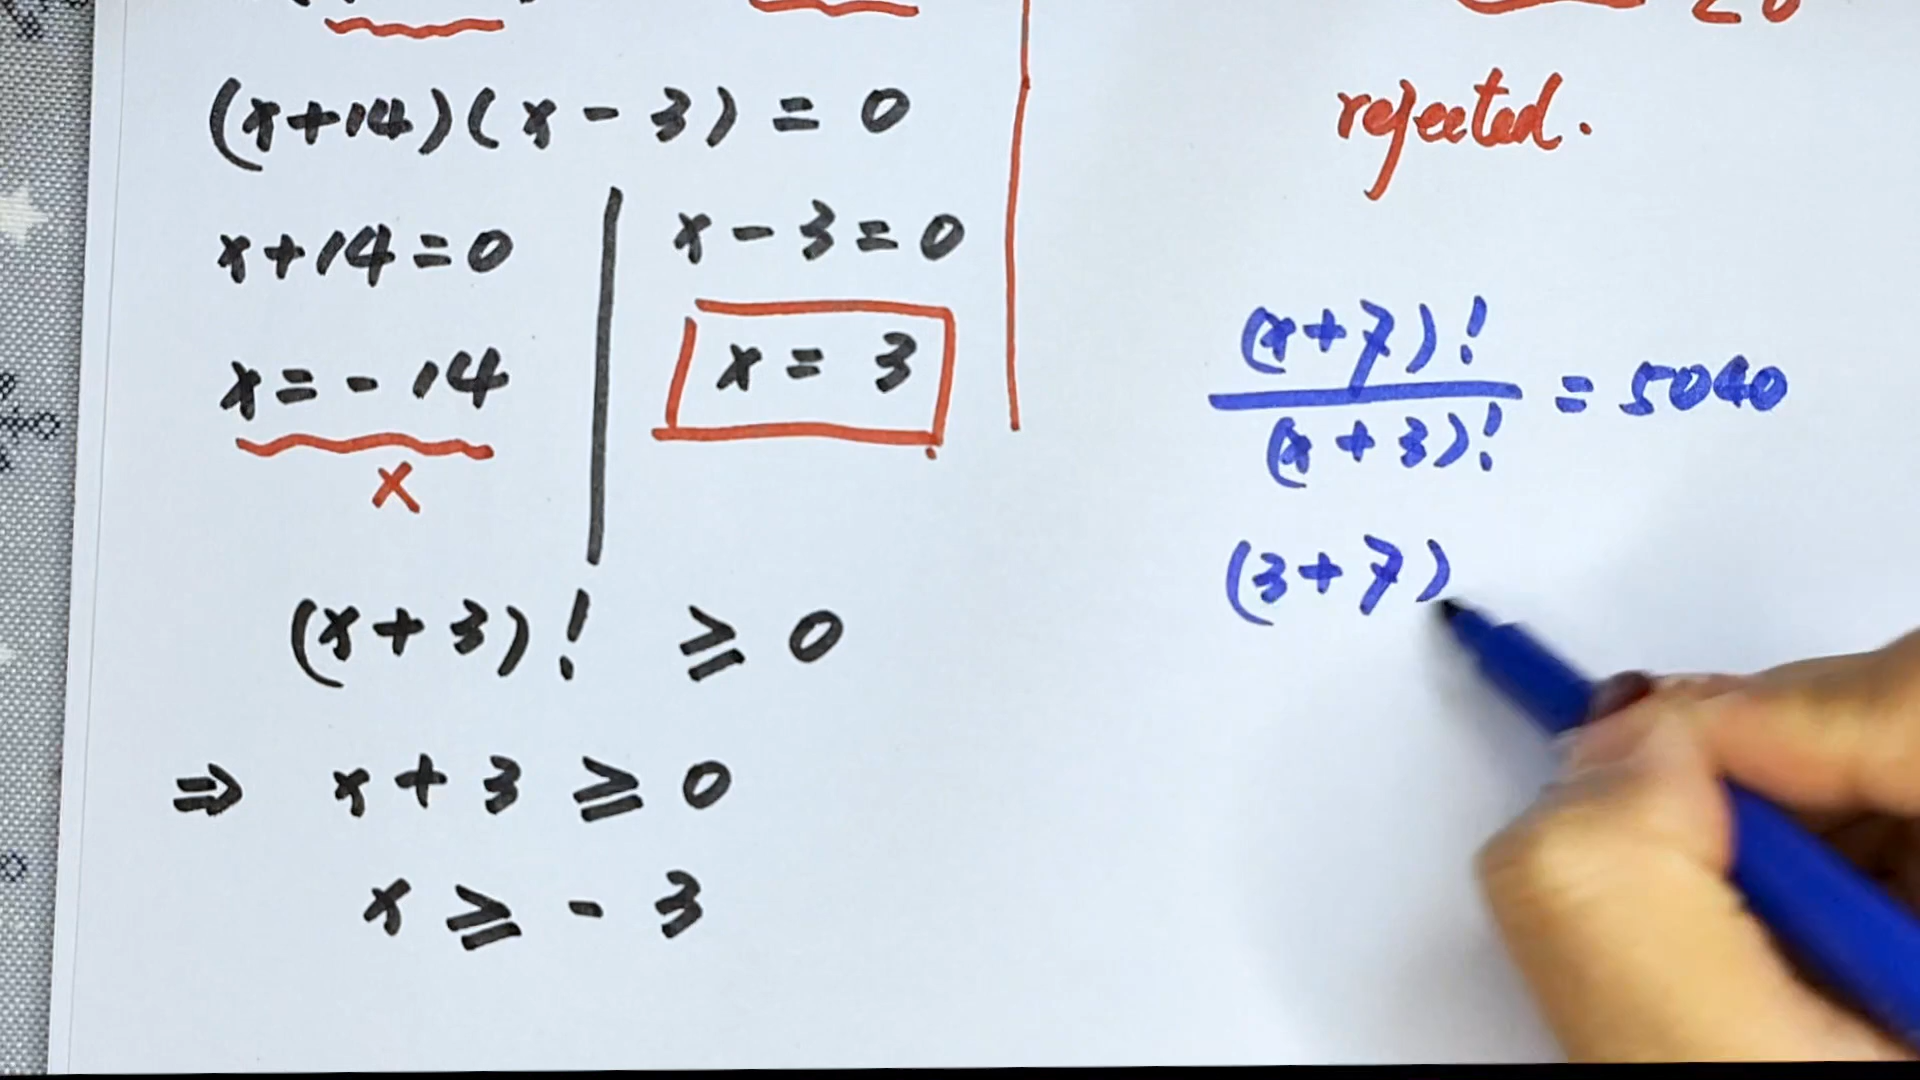 (x+14)(x-3)=0
x+14=0
x=-14
x
x-3=0
x=3
(x+3)! ≥ 0
⇒ x+3 ≥ 0
x ≥ -3
<0
rejected.
(x+7)!
(x+3)!
=5040
(3+7)